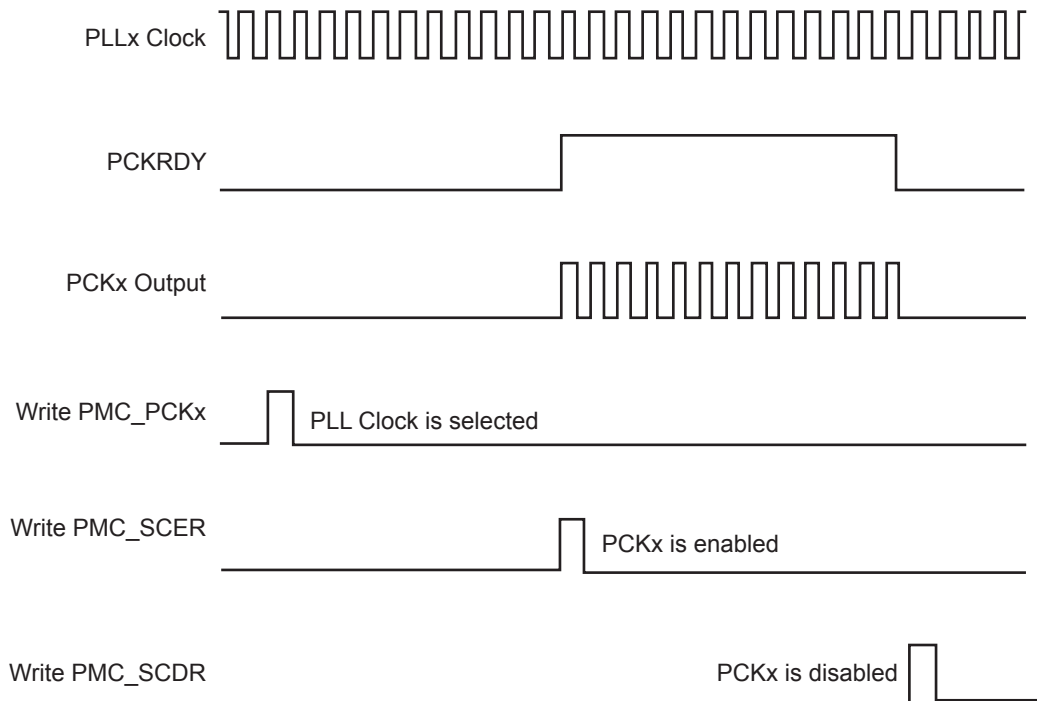 PLLx Clock
PCKRDY
PCKx Output
Write PMC_PCKx
PLL Clock is selected
Write PMC_SCER
PCKx is enabled
Write PMC_SCDR
PCKx is disabled